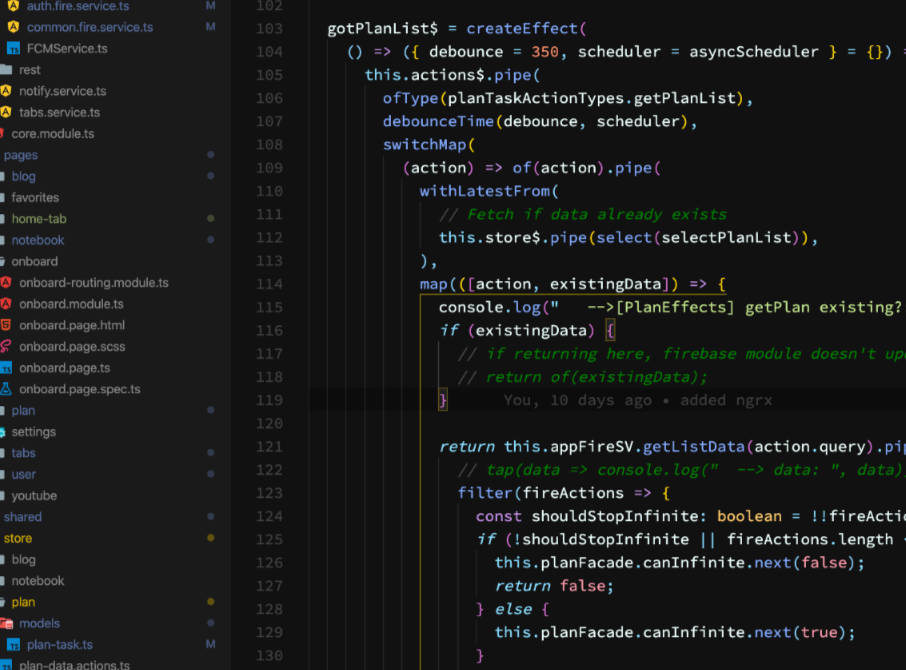 auth.fire.service.ts M
common.fire.service.ts M
FCMService.ts
rest
notify.service.ts
tabs.service.ts
core.module.ts
pages
blog
favorites
home-tab
notebook
onboard
onboard-routing.module.ts
onboard.module.ts
onboard.page.html
onboard.page.scss
onboard.page.ts
onboard.page.spec.ts
plan
settings
tabs
user
youtube
shared
store
blog
notebook
plan
models
plan-task.ts M
plan-data.actions.ts
102
103 gotPlanList$ = createEffect(
104 () => ({ debounce = 350, scheduler = asyncScheduler } = {}) =
105 this.actions$.pipe(
106 ofType(planTaskActionTypes.getPlanList),
107 debounceTime(debounce, scheduler),
108 switchMap(
109 (action) => of(action).pipe(
110 withLatestFrom(
111 // Fetch if data already exists
112 this.store$.pipe(select(selectPlanList)),
113 ),
114 map(([action, existingData]) => {
115 console.log(" -->[PlanEffects] getPlan existing?
116 if (existingData) {
117 // if returning here, firebase module doesn't up
118 // return of(existingData);
119 } You, 10 days ago • added ngrx
120
121 return this.appFireSV.getListData(action.query).pi
122 // tap(data => console.log(" --> data: ", data)
123 filter(fireActions => {
124 const shouldStopInfinite: boolean = !!fireActio
125 if (!shouldStopInfinite || fireActions.length <
126 this.planFacade.canInfinite.next(false);
127 return false;
128 } else {
129 this.planFacade.canInfinite.next(true);
130 }